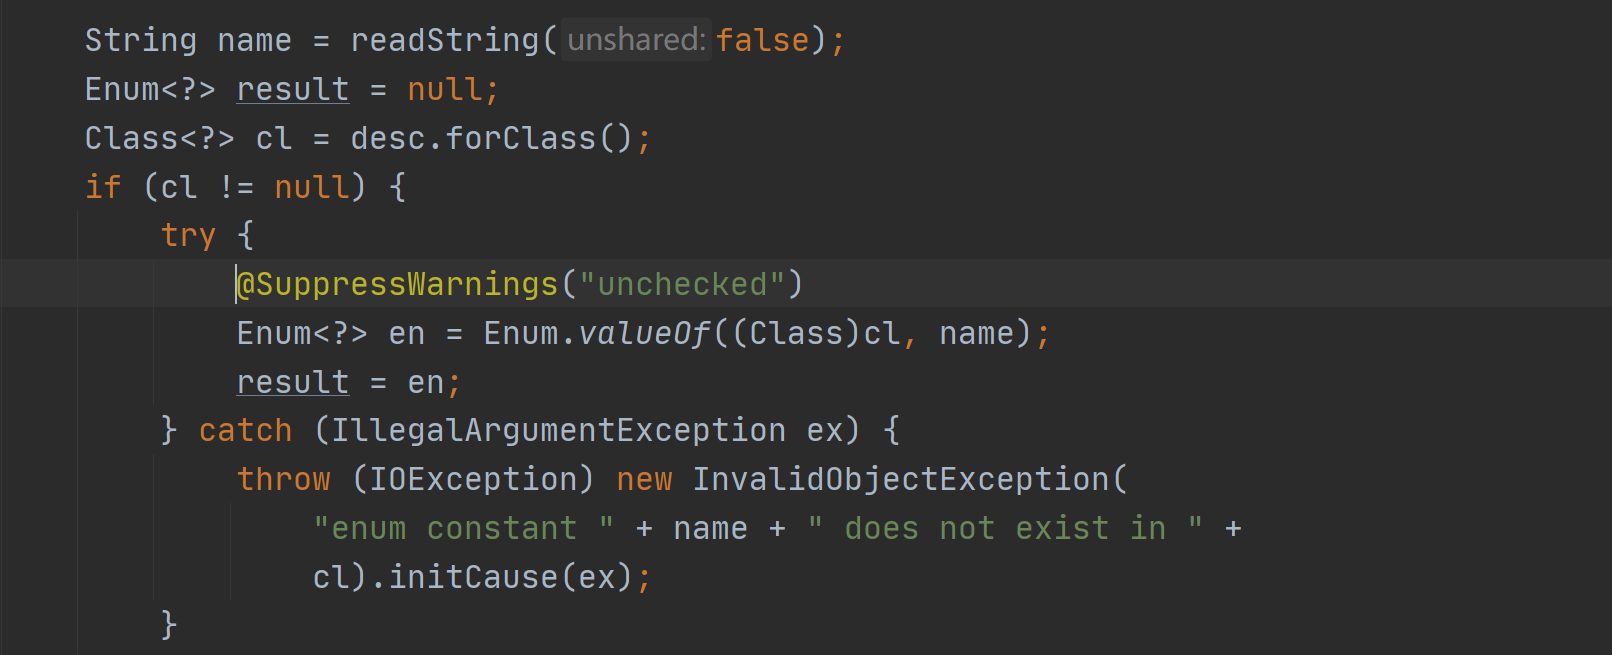 String name = readString( unshared: false);
Enum<?> result = null;
Class<?> cl = desc.forClass();
if (cl != null) {
try {
@SuppressWarnings("unchecked")
Enum<?> en = Enum.valueOf((Class)cl, name);
result = en;
} catch (IllegalArgumentException ex) {
throw (IOException) new InvalidObjectException(
"enum constant " + name + " does not exist in " +
cl).initCause(ex);
}